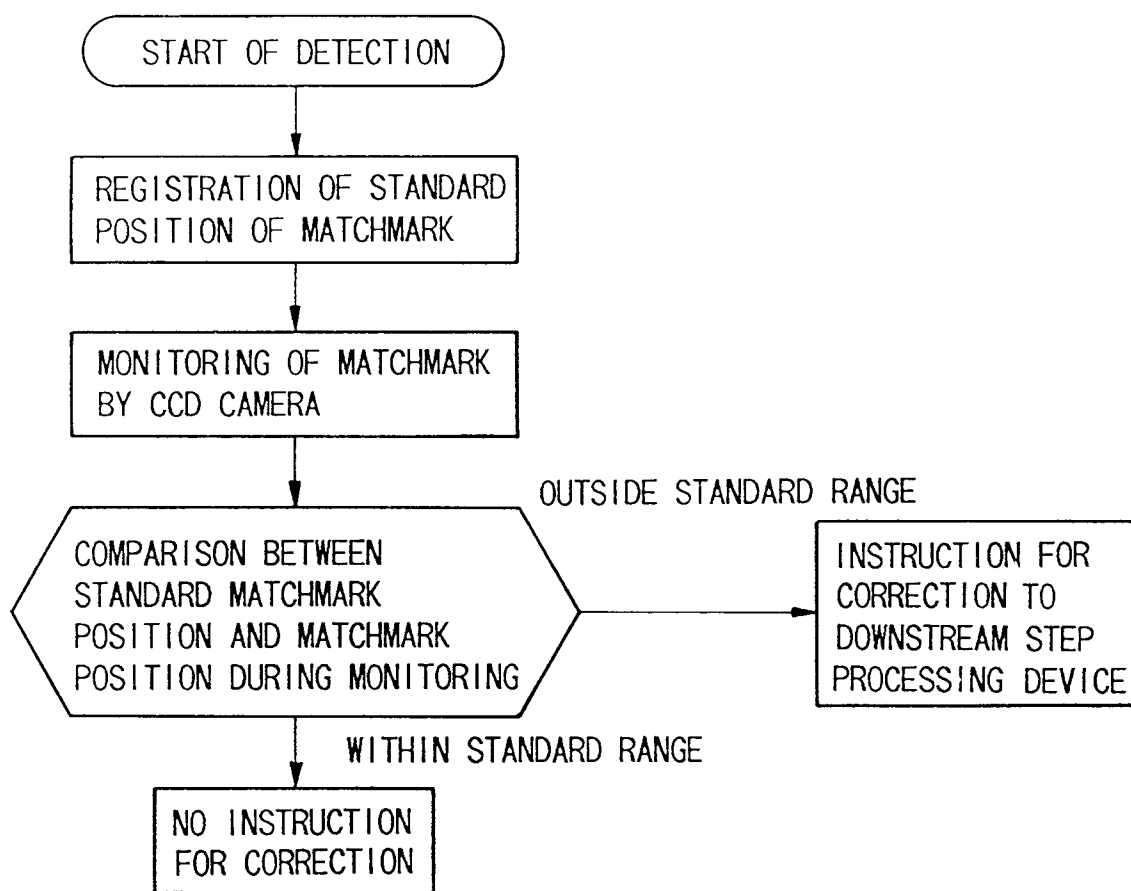 START OF DETECTION
REGISTRATION OF STANDARD
POSITION OF MATCHMARK
MONITORING OF MATCHMARK
BY CCD CAMERA
COMPARISON BETWEEN
STANDARD MATCHMARK
POSITION AND MATCHMARK
POSITION DURING MONITORING
OUTSIDE STANDARD RANGE
INSTRUCTION FOR
CORRECTION TO
DOWNSTREAM STEP
PROCESSING DEVICE
WITHIN STANDARD RANGE
NO INSTRUCTION
FOR CORRECTION